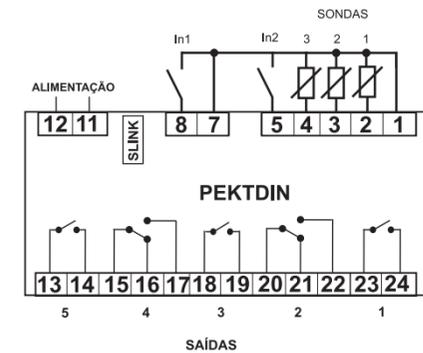 SONDAS
In1 In2 3 2 1
ALIMENTAÇÃO
12 11 SLINK 8 7 5 4 3 2 1
PEKTDIN
13 14 15 16 17 18 19 20 21 22 23 24
5 4 3 2 1
SAÍDAS